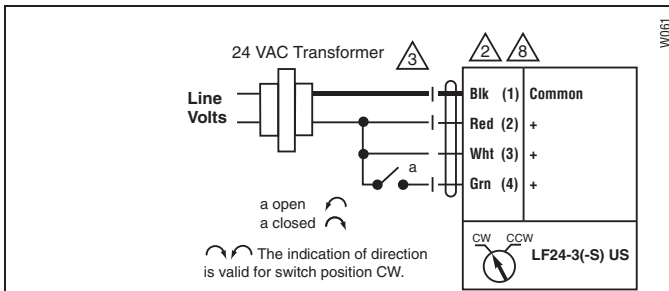 W061
24 VAC Transformer
3
2
8
Line
Volts
Blk (1) Common
Red (2) +
Wht (3) +
a
Grn (4) +
a open
a closed
The indication of direction
is valid for switch position CW.
CW CCW
LF24-3(-S) US